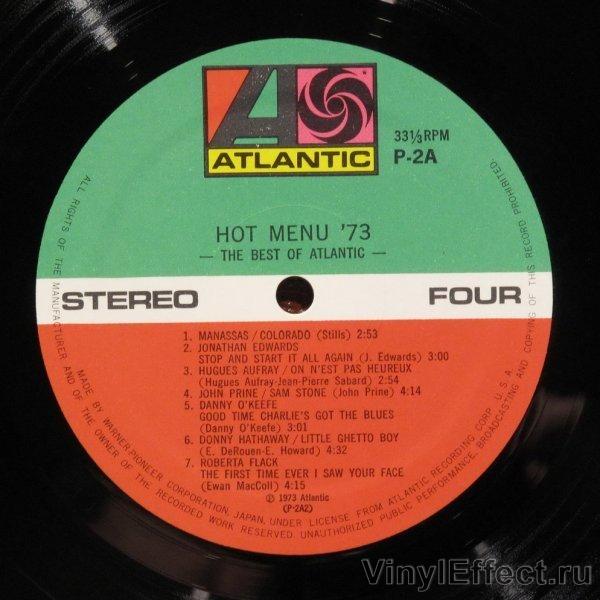 ATLANTIC
33⅓ RPM
P-2A
HOT MENU '73
— THE BEST OF ATLANTIC —
STEREO
FOUR
1. MANASSAS / COLORADO (Stills) 2:53
2. JONATHAN EDWARDS
STOP AND START IT ALL AGAIN (J. Edwards) 3:00
3. HUGUES AUFRAY / ON N'EST PAS HEUREUX
(Hugues Aufray-Jean-Pierre Sabard) 2:54
4. JOHN PRINE / SAM STONE (John Prine) 4:14
5. DANNY O'KEEFE
GOOD TIME CHARLIE'S GOT THE BLUES
(Danny O'Keefe) 3:01
6. DONNY HATHAWAY / LITTLE GHETTO BOY
(E. DeRouen-E. Howard) 4:32
7. ROBERTA FLACK
THE FIRST TIME EVER I SAW YOUR FACE
(Ewan MacColl) 4:15
℗ 1973 Atlantic
(P-2A2)
MADE BY WARNER-PIONEER CORPORATION, JAPAN, UNDER LICENSE FROM ATLANTIC RECORDING CORP. U.S.A.
ALL RIGHTS OF THE MANUFACTURER AND OF THE OWNER OF THE RECORDED WORK RESERVED. UNAUTHORIZED PUBLIC PERFORMANCE, BROADCASTING AND COPYING OF THIS RECORD PROHIBITED.
VinylEffect.ru